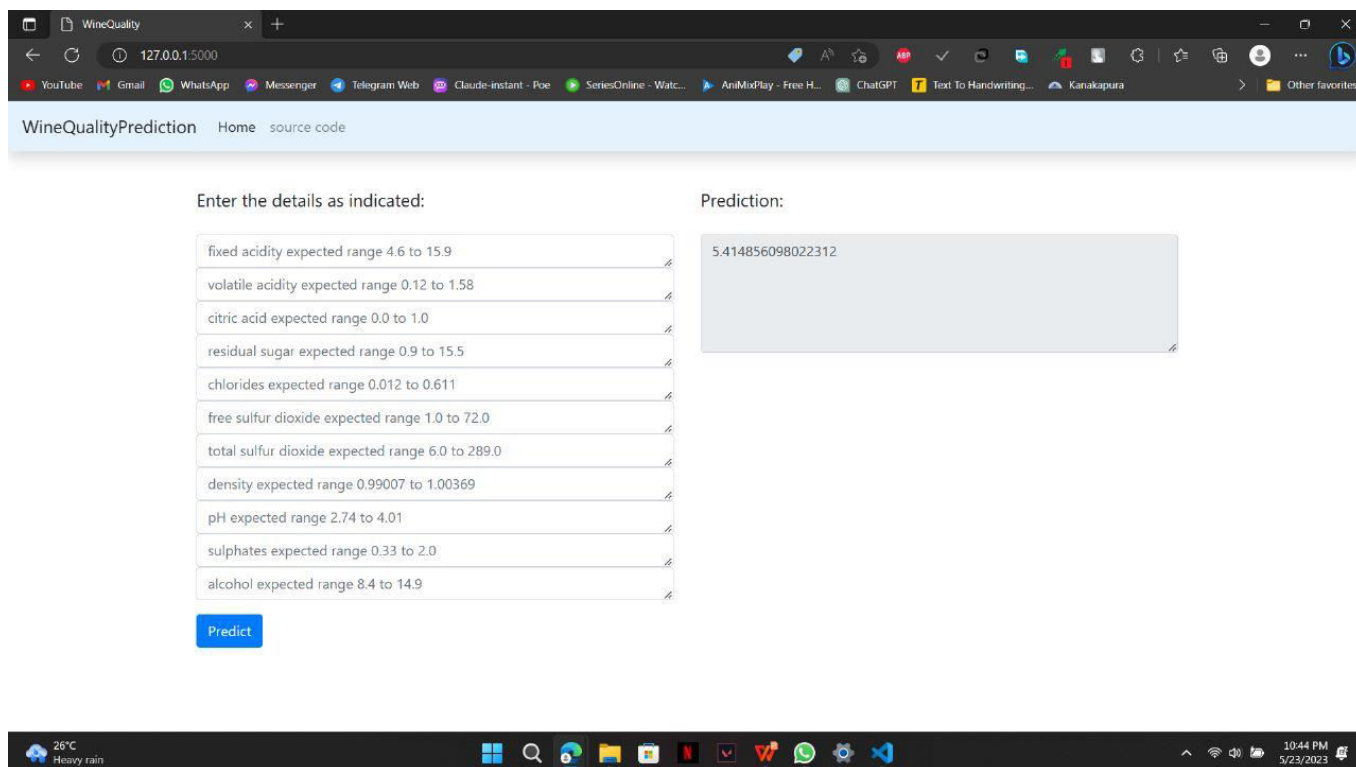 WineQuality
127.0.0.1:5000
YouTube Gmail WhatsApp Messenger Telegram Web Claude-instant - Poe SeriesOnline - Watc... AniMixPlay - Free H... ChatGPT Text To Handwriting... Kanakapura Other favorites
WineQualityPrediction Home source code
Enter the details as indicated:
fixed acidity expected range 4.6 to 15.9
volatile acidity expected range 0.12 to 1.58
citric acid expected range 0.0 to 1.0
residual sugar expected range 0.9 to 15.5
chlorides expected range 0.012 to 0.611
free sulfur dioxide expected range 1.0 to 72.0
total sulfur dioxide expected range 6.0 to 289.0
density expected range 0.99007 to 1.00369
pH expected range 2.74 to 4.01
sulphates expected range 0.33 to 2.0
alcohol expected range 8.4 to 14.9
Predict
Prediction:
5.414856098022312
26°C
Heavy rain
10:44 PM
5/23/2023